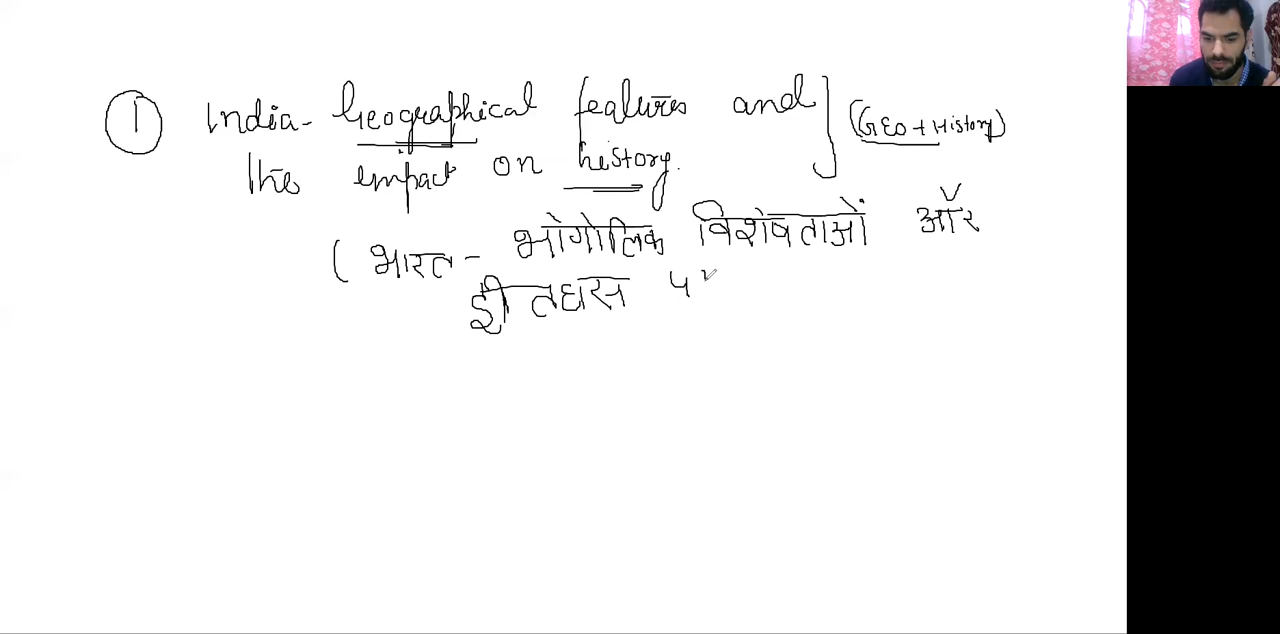 ① India- Geographical features and
the impact on history.
(GEO + History)
(भारत - भौगोलिक विशेषताओं और
इतिहास